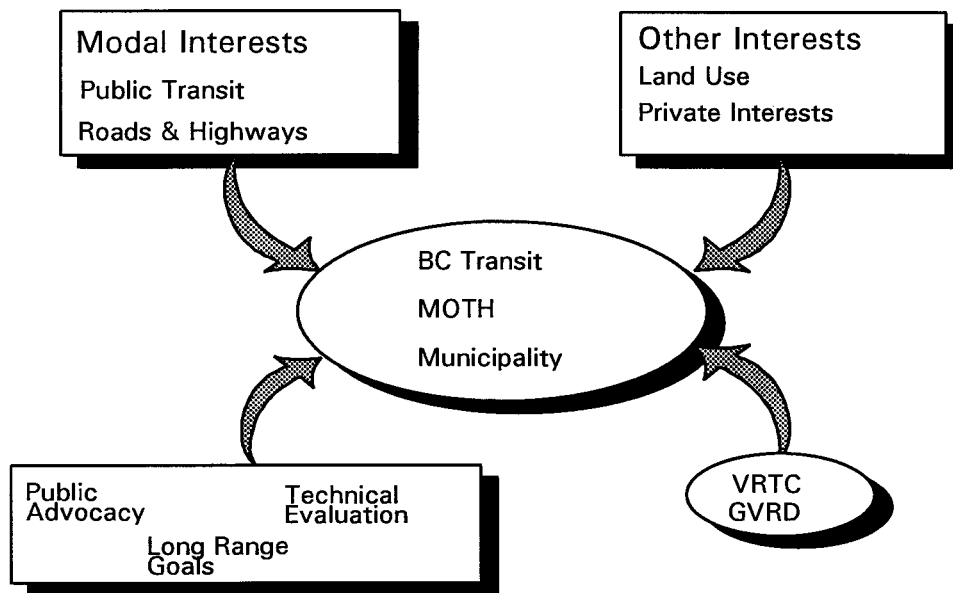 Modal Interests
Public Transit
Roads & Highways
Other Interests
Land Use
Private Interests
BC Transit
MOTH
Municipality
Public
Advocacy
Technical
Evaluation
Long Range
Goals
VRTC
GVRD